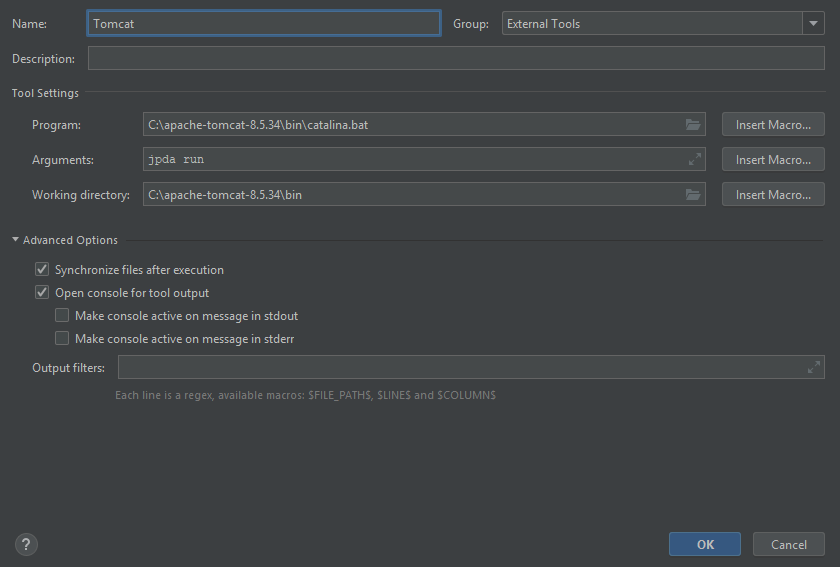 Name: Tomcat Group: External Tools
Description:
Tool Settings
Program: C:\apache-tomcat-8.5.34\bin\catalina.bat Insert Macro...
Arguments: jpda run Insert Macro...
Working directory: C:\apache-tomcat-8.5.34\bin Insert Macro...
Advanced Options
Synchronize files after execution
Open console for tool output
Make console active on message in stdout
Make console active on message in stderr
Output filters:
Each line is a regex, available macros: $FILE_PATH$, $LINE$ and $COLUMN$
? OK Cancel